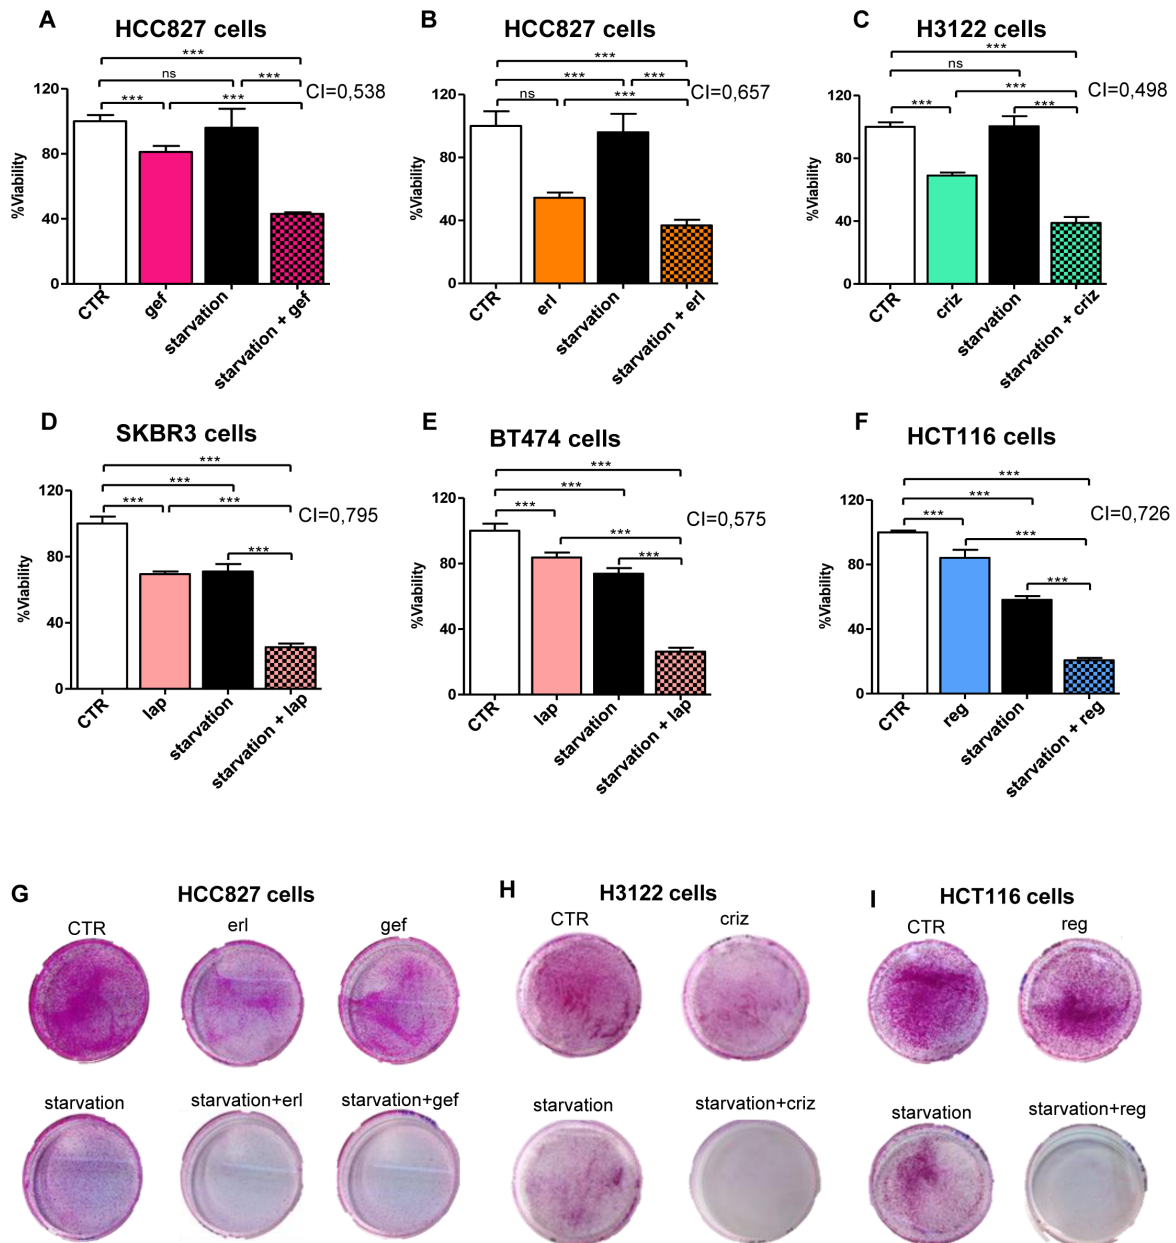 A
HCC827 cells
***
ns
***
***
***
CI=0,538
%Viability
120
80
40
0
CTR
gef
starvation
starvation + gef
B
HCC827 cells
***
***
***
ns
***
CI=0,657
%Viability
120
80
40
0
CTR
erl
starvation
starvation + erl
C
H3122 cells
***
ns
***
***
***
CI=0,498
%Viability
120
80
40
0
CTR
criz
starvation
starvation + criz
D
SKBR3 cells
***
***
***
***
***
CI=0,795
%Viability
120
80
40
0
CTR
lap
starvation
starvation + lap
E
BT474 cells
***
***
***
***
***
CI=0,575
%Viability
120
80
40
0
CTR
lap
starvation
starvation + lap
F
HCT116 cells
***
***
***
***
***
CI=0,726
%Viability
120
80
40
0
CTR
reg
starvation
starvation + reg
G
HCC827 cells
CTR
erl
gef
starvation
starvation+erl
starvation+gef
H
H3122 cells
CTR
criz
starvation
starvation+criz
I
HCT116 cells
CTR
reg
starvation
starvation+reg